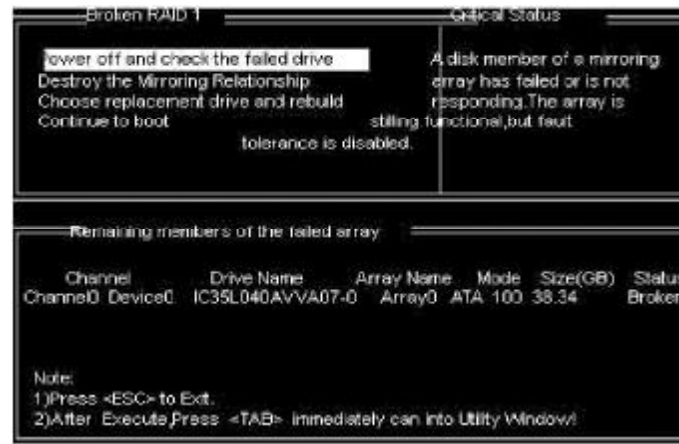 Broken RAID 1
Critical Status
Power off and check the failed drive
Destroy the Mirroring Relationship
Choose replacement drive and rebuild
Continue to boot
A disk member of a mirroring
array has failed or is not
responding.The array is
stilling functional,but fault
tolerance is disabled.
Remaining members of the failed array
Channel Drive Name Array Name Mode Size(GB) Status
Channel0 Device0 IC35L040AVVA07-0 Array0 ATA 100 38.34 Broken
Note:
1)Press <ESC> to Exit.
2)After Execute,Press <TAB> immediately can into Utility Window!